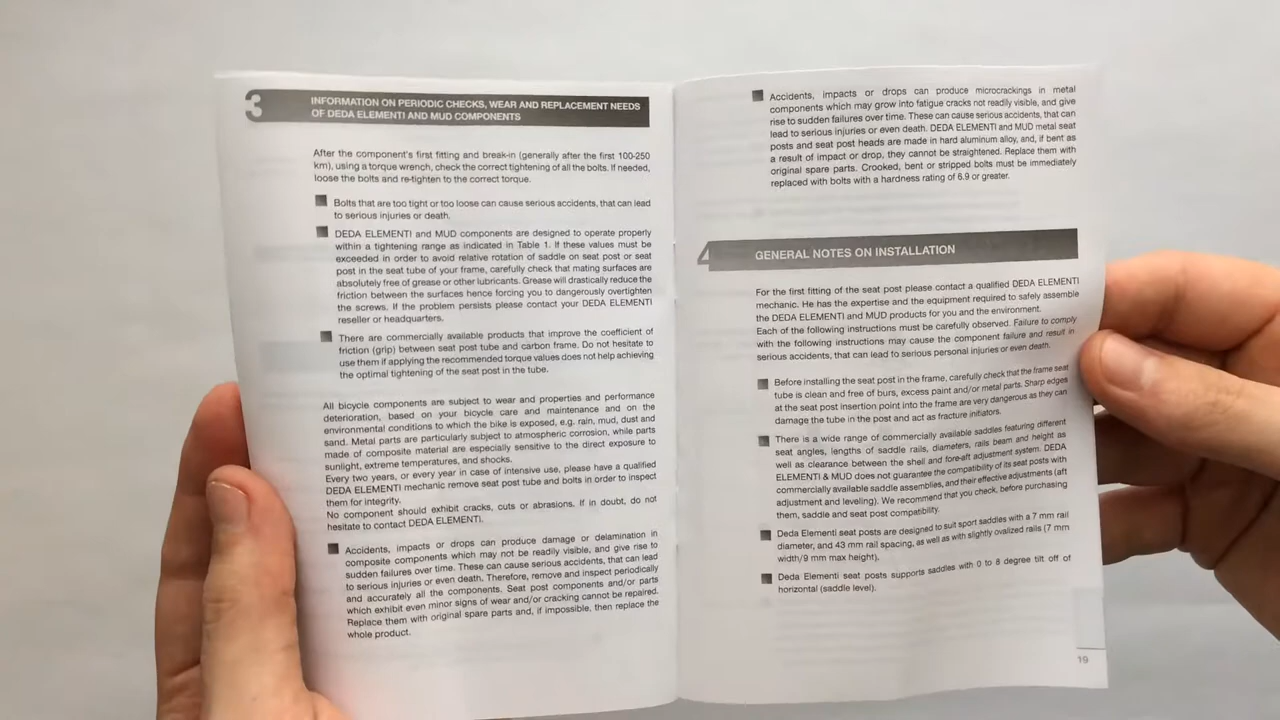 3
INFORMATION ON PERIODIC CHECKS, WEAR AND REPLACEMENT NEEDS
OF DEDA ELEMENTI AND MUD COMPONENTS
After the component's first fitting and break-in (generally after the first 100-250
km), using a torque wrench, check the correct tightening of all the bolts. If needed,
loose the bolts and re-tighten to the correct torque.
Bolts that are too tight or too loose can cause serious accidents, that can lead
to serious injuries or death.
DEDA ELEMENTI and MUD components are designed to operate properly
within a tightening range as indicated in Table 1. If these values must be
exceeded in order to avoid relative rotation of saddle on seat post or seat
post in the seat tube of your frame, carefully check that mating surfaces are
absolutely free of grease or other lubricants. Grease will drastically reduce the
friction between the surfaces hence forcing you to dangerously overtighten
the screws. If the problem persists please contact your DEDA ELEMENTI
reseller or headquarters.
There are commercially available products that improve the coefficient of
friction (grip) between seat post tube and carbon frame. Do not hesitate to
use them if applying the recommended torque values does not help achieving
the optimal tightening of the seat post in the tube.
All bicycle components are subject to wear and properties and performance
deterioration, based on your bicycle care and maintenance and on the
environmental conditions to which the bike is exposed, e.g. rain, mud, dust and
sand. Metal parts are particularly subject to atmospheric corrosion, while parts
made of composite material are especially sensitive to the direct exposure to
sunlight, extreme temperatures, and shocks.
Every two years, or every year in case of intensive use, please have a qualified
DEDA ELEMENTI mechanic remove seat post tube and bolts in order to inspect
them for integrity.
No component should exhibit cracks, cuts or abrasions. If in doubt, do not
hesitate to contact DEDA ELEMENTI.
Accidents, impacts or drops can produce damage or delamination in
composite components which may not be readily visible, and give rise to
sudden failures over time. These can cause serious accidents, that can lead
to serious injuries or even death. Therefore, remove and inspect periodically
and accurately all the components. Seat post components and/or parts
which exhibit even minor signs of wear and/or cracking cannot be repaired.
Replace them with original spare parts and, if impossible, then replace the
whole product.
Accidents, impacts or drops can produce microcrackings in metal
components which may grow into fatigue cracks not readily visible, and give
rise to sudden failures over time. These can cause serious accidents, that can
lead to serious injuries or even death. DEDA ELEMENTI and MUD metal seat
posts and seat post heads are made in hard aluminum alloy, and, if bent as
a result of impact or drop, they cannot be straightened. Replace them with
original spare parts. Crooked, bent or stripped bolts must be immediately
replaced with bolts with a hardness rating of 6.9 or greater.
4
GENERAL NOTES ON INSTALLATION
For the first fitting of the seat post please contact a qualified DEDA ELEMENTI
mechanic. He has the expertise and the equipment required to safely assemble
the DEDA ELEMENTI and MUD products for you and the environment.
Each of the following instructions must be carefully observed. Failure to comply
with the following instructions may cause the component failure and result in
serious accidents, that can lead to serious personal injuries or even death.
Before installing the seat post in the frame, carefully check that the frame seat
tube is clean and free of burs, excess paint and/or metal parts. Sharp edges
at the seat post insertion point into the frame are very dangerous as they can
damage the tube in the post and act as fracture initiators.
There is a wide range of commercially available saddles featuring different
seat angles, lengths of saddle rails, diameters, rails beam and height as
well as clearance between the shell and fore-aft adjustment system. DEDA
ELEMENTI & MUD does not guarantee the compatibility of its seat posts with
commercially available saddle assemblies, and their effective adjustments (aft
adjustment and leveling). We recommend that you check, before purchasing
them, saddle and seat post compatibility.
Deda Elementi seat posts are designed to suit sport saddles with a 7 mm rail
diameter, and 43 mm rail spacing, as well as with slightly ovalized rails (7 mm
width/9 mm max height).
Deda Elementi seat posts supports saddles with 0 to 8 degree tilt off of
horizontal (saddle level).
19